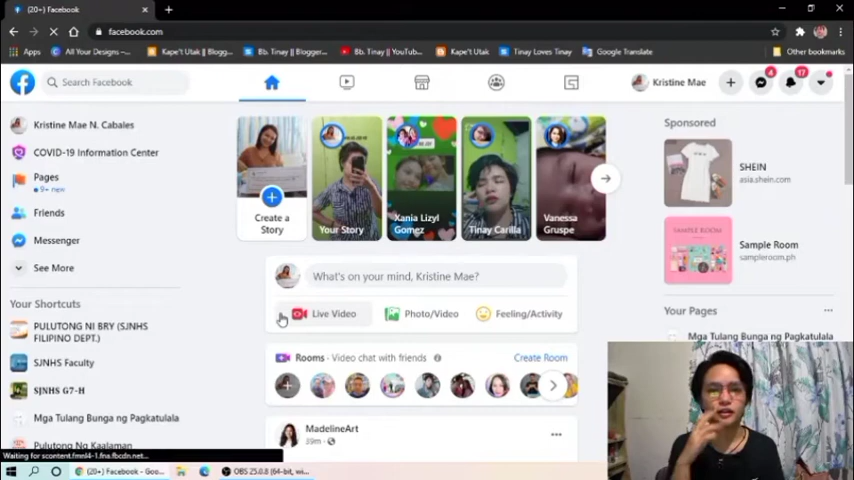 (20+) Facebook
facebook.com
Apps
All Your Designs –...
Kape't Utak || Blogg...
Bb. Tinay || Blogger...
Bb. Tinay || YouTub...
Kape't Utak
Tinay Loves Tinay
Google Translate
Other bookmarks
Search Facebook
Kristine Mae
4
17
Kristine Mae N. Cabales
COVID-19 Information Center
Pages
9+ new
Friends
Messenger
See More
Your Shortcuts
PULUTONG NI BRY (SJNHS
FILIPINO DEPT.)
SJNHS Faculty
SJNHS G7-H
Mga Tulang Bunga ng Pagkatulala
Pulutong ng Kaalaman
Create a
Story
Your Story
Xania Lizyl
Gomez
Tinay Carilla
Vanessa
Gruspe
What's on your mind, Kristine Mae?
Live Video
Photo/Video
Feeling/Activity
Rooms · Video chat with friends
Create Room
MadelineArt
39m ·
Sponsored
SHEIN
asia.shein.com
SAMPLE ROOM
Sample Room
sampleroom.ph
Your Pages
Mga Tulang Bunga ng Pagkatulala
Waiting for scontent.fmnl4-1.fna.fbcdn.net...
(20+) Facebook - Goo...
OBS 25.0.8 (64-bit, wi...